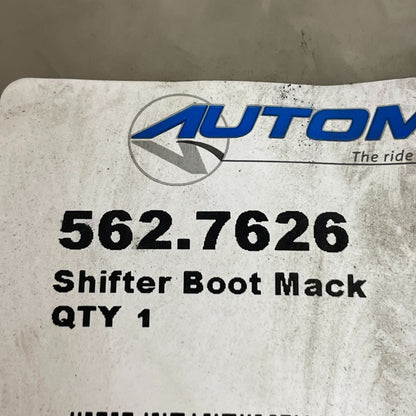 AUTOM
The ride
562.7626
Shifter Boot Mack
QTY 1